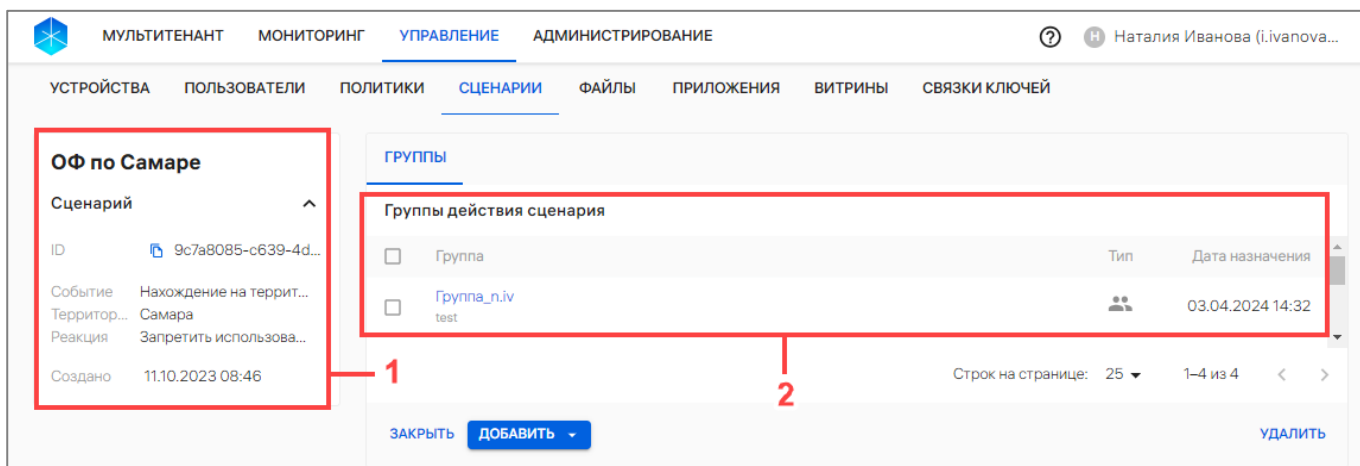 МУЛЬТИТЕНАНТ МОНИТОРИНГ УПРАВЛЕНИЕ АДМИНИСТРИРОВАНИЕ ? Н Наталия Иванова (i.ivanova...
УСТРОЙСТВА ПОЛЬЗОВАТЕЛИ ПОЛИТИКИ СЦЕНАРИИ ФАЙЛЫ ПРИЛОЖЕНИЯ ВИТРИНЫ СВЯЗКИ КЛЮЧЕЙ
ОФ по Самаре
Сценарий
ID 9c7a8085-c639-4d...
Событие Нахождение на террит...
Территор... Самара
Реакция Запретить использова...
Создано 11.10.2023 08:46
1
ГРУППЫ
Группы действия сценария
Группа Тип Дата назначения
Группа_n.iv 03.04.2024 14:32
test
2
Строк на странице: 25 1–4 из 4
ЗАКРЫТЬ ДОБАВИТЬ УДАЛИТЬ